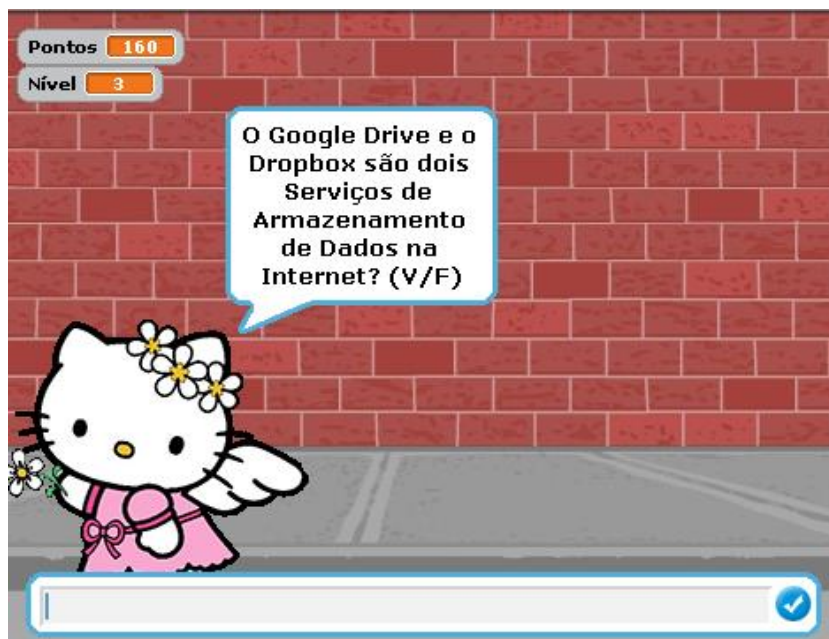 Pontos 160
Nível 3
O Google Drive e o
Dropbox são dois
Serviços de
Armazenamento
de Dados na
Internet? (V/F)